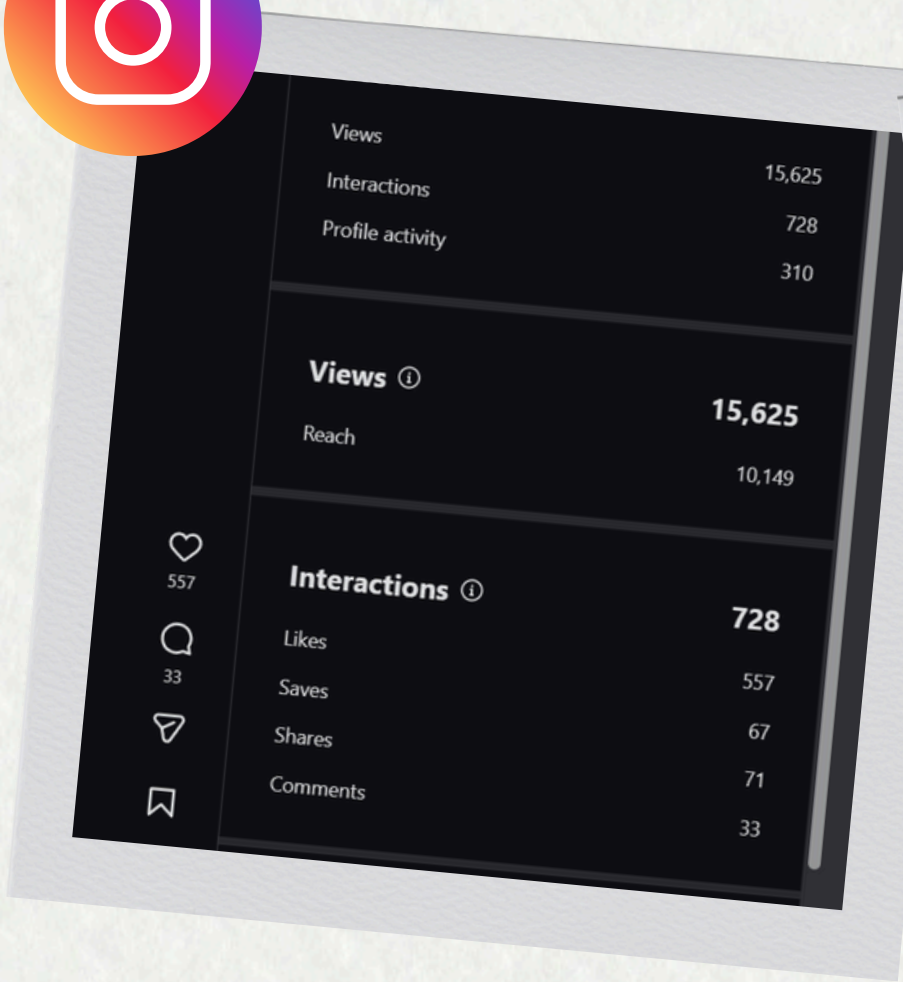 Views 15,625
Interactions 728
Profile activity 310
Views 15,625
Reach 10,149
Interactions 728
Likes 557
Saves 67
Shares 71
Comments 33
557
33